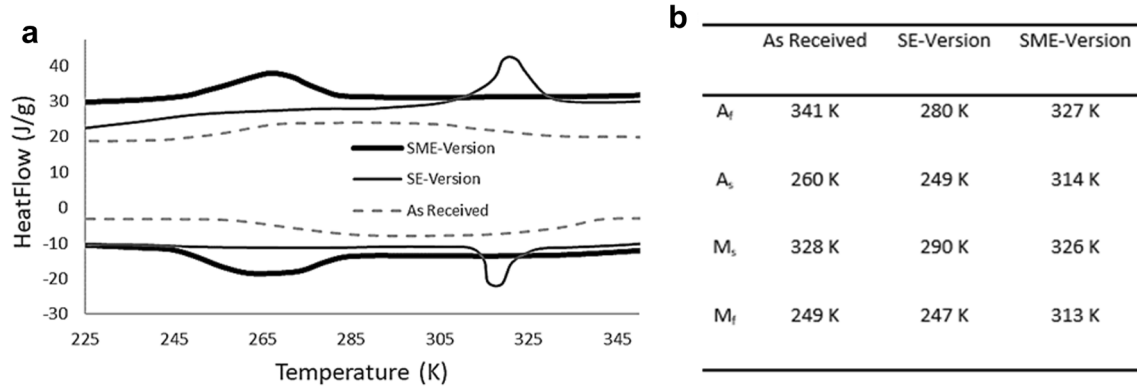 a
40
30
20
10
0
-10
-20
-30
HeatFlow (J/g)
SME-Version
SE-Version
As Received
225 245 265 285 305 325 345
Temperature (K)
b
As Received SE-Version SME-Version
Af 341 K 280 K 327 K
As 260 K 249 K 314 K
Ms 328 K 290 K 326 K
Mf 249 K 247 K 313 K